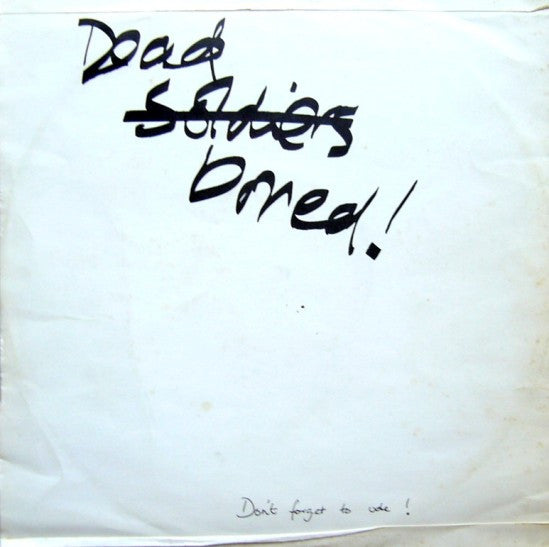 Dead
Soldiers
bored!
Don't forget to vote!